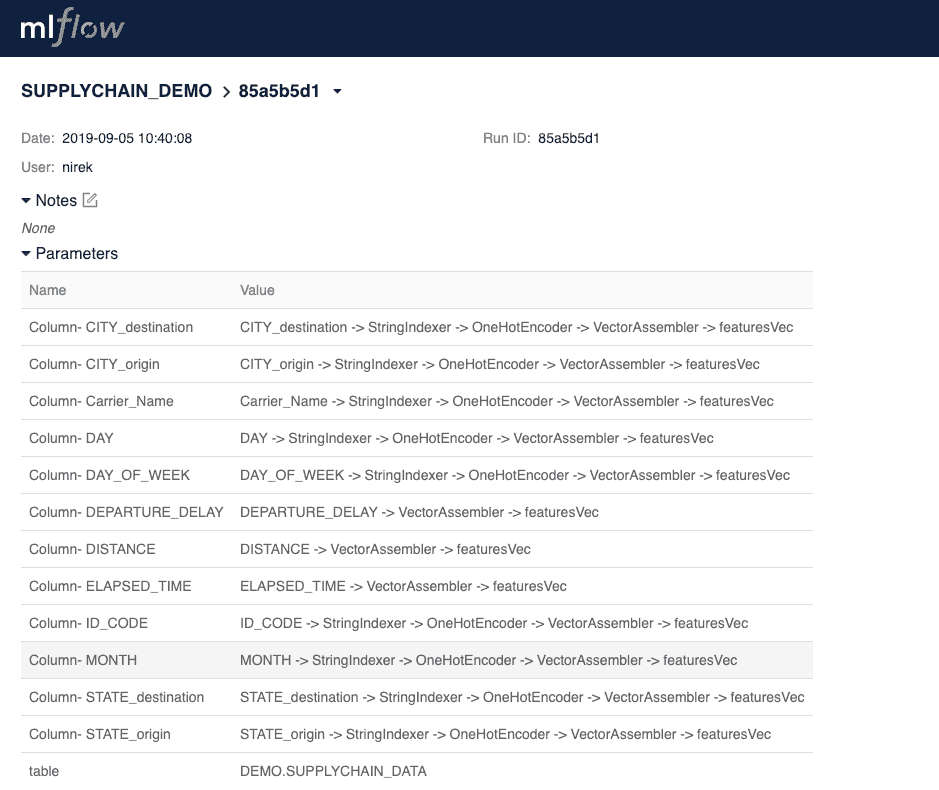 mlflow
SUPPLYCHAIN_DEMO > 85a5b5d1
Date: 2019-09-05 10:40:08 Run ID: 85a5b5d1
User: nirek
Notes
None
Parameters
Name Value
Column- CITY_destination CITY_destination -> StringIndexer -> OneHotEncoder -> VectorAssembler -> featuresVec
Column- CITY_origin CITY_origin -> StringIndexer -> OneHotEncoder -> VectorAssembler -> featuresVec
Column- Carrier_Name Carrier_Name -> StringIndexer -> OneHotEncoder -> VectorAssembler -> featuresVec
Column- DAY DAY -> StringIndexer -> OneHotEncoder -> VectorAssembler -> featuresVec
Column- DAY_OF_WEEK DAY_OF_WEEK -> StringIndexer -> OneHotEncoder -> VectorAssembler -> featuresVec
Column- DEPARTURE_DELAY DEPARTURE_DELAY -> VectorAssembler -> featuresVec
Column- DISTANCE DISTANCE -> VectorAssembler -> featuresVec
Column- ELAPSED_TIME ELAPSED_TIME -> VectorAssembler -> featuresVec
Column- ID_CODE ID_CODE -> StringIndexer -> OneHotEncoder -> VectorAssembler -> featuresVec
Column- MONTH MONTH -> StringIndexer -> OneHotEncoder -> VectorAssembler -> featuresVec
Column- STATE_destination STATE_destination -> StringIndexer -> OneHotEncoder -> VectorAssembler -> featuresVec
Column- STATE_origin STATE_origin -> StringIndexer -> OneHotEncoder -> VectorAssembler -> featuresVec
table DEMO.SUPPLYCHAIN_DATA